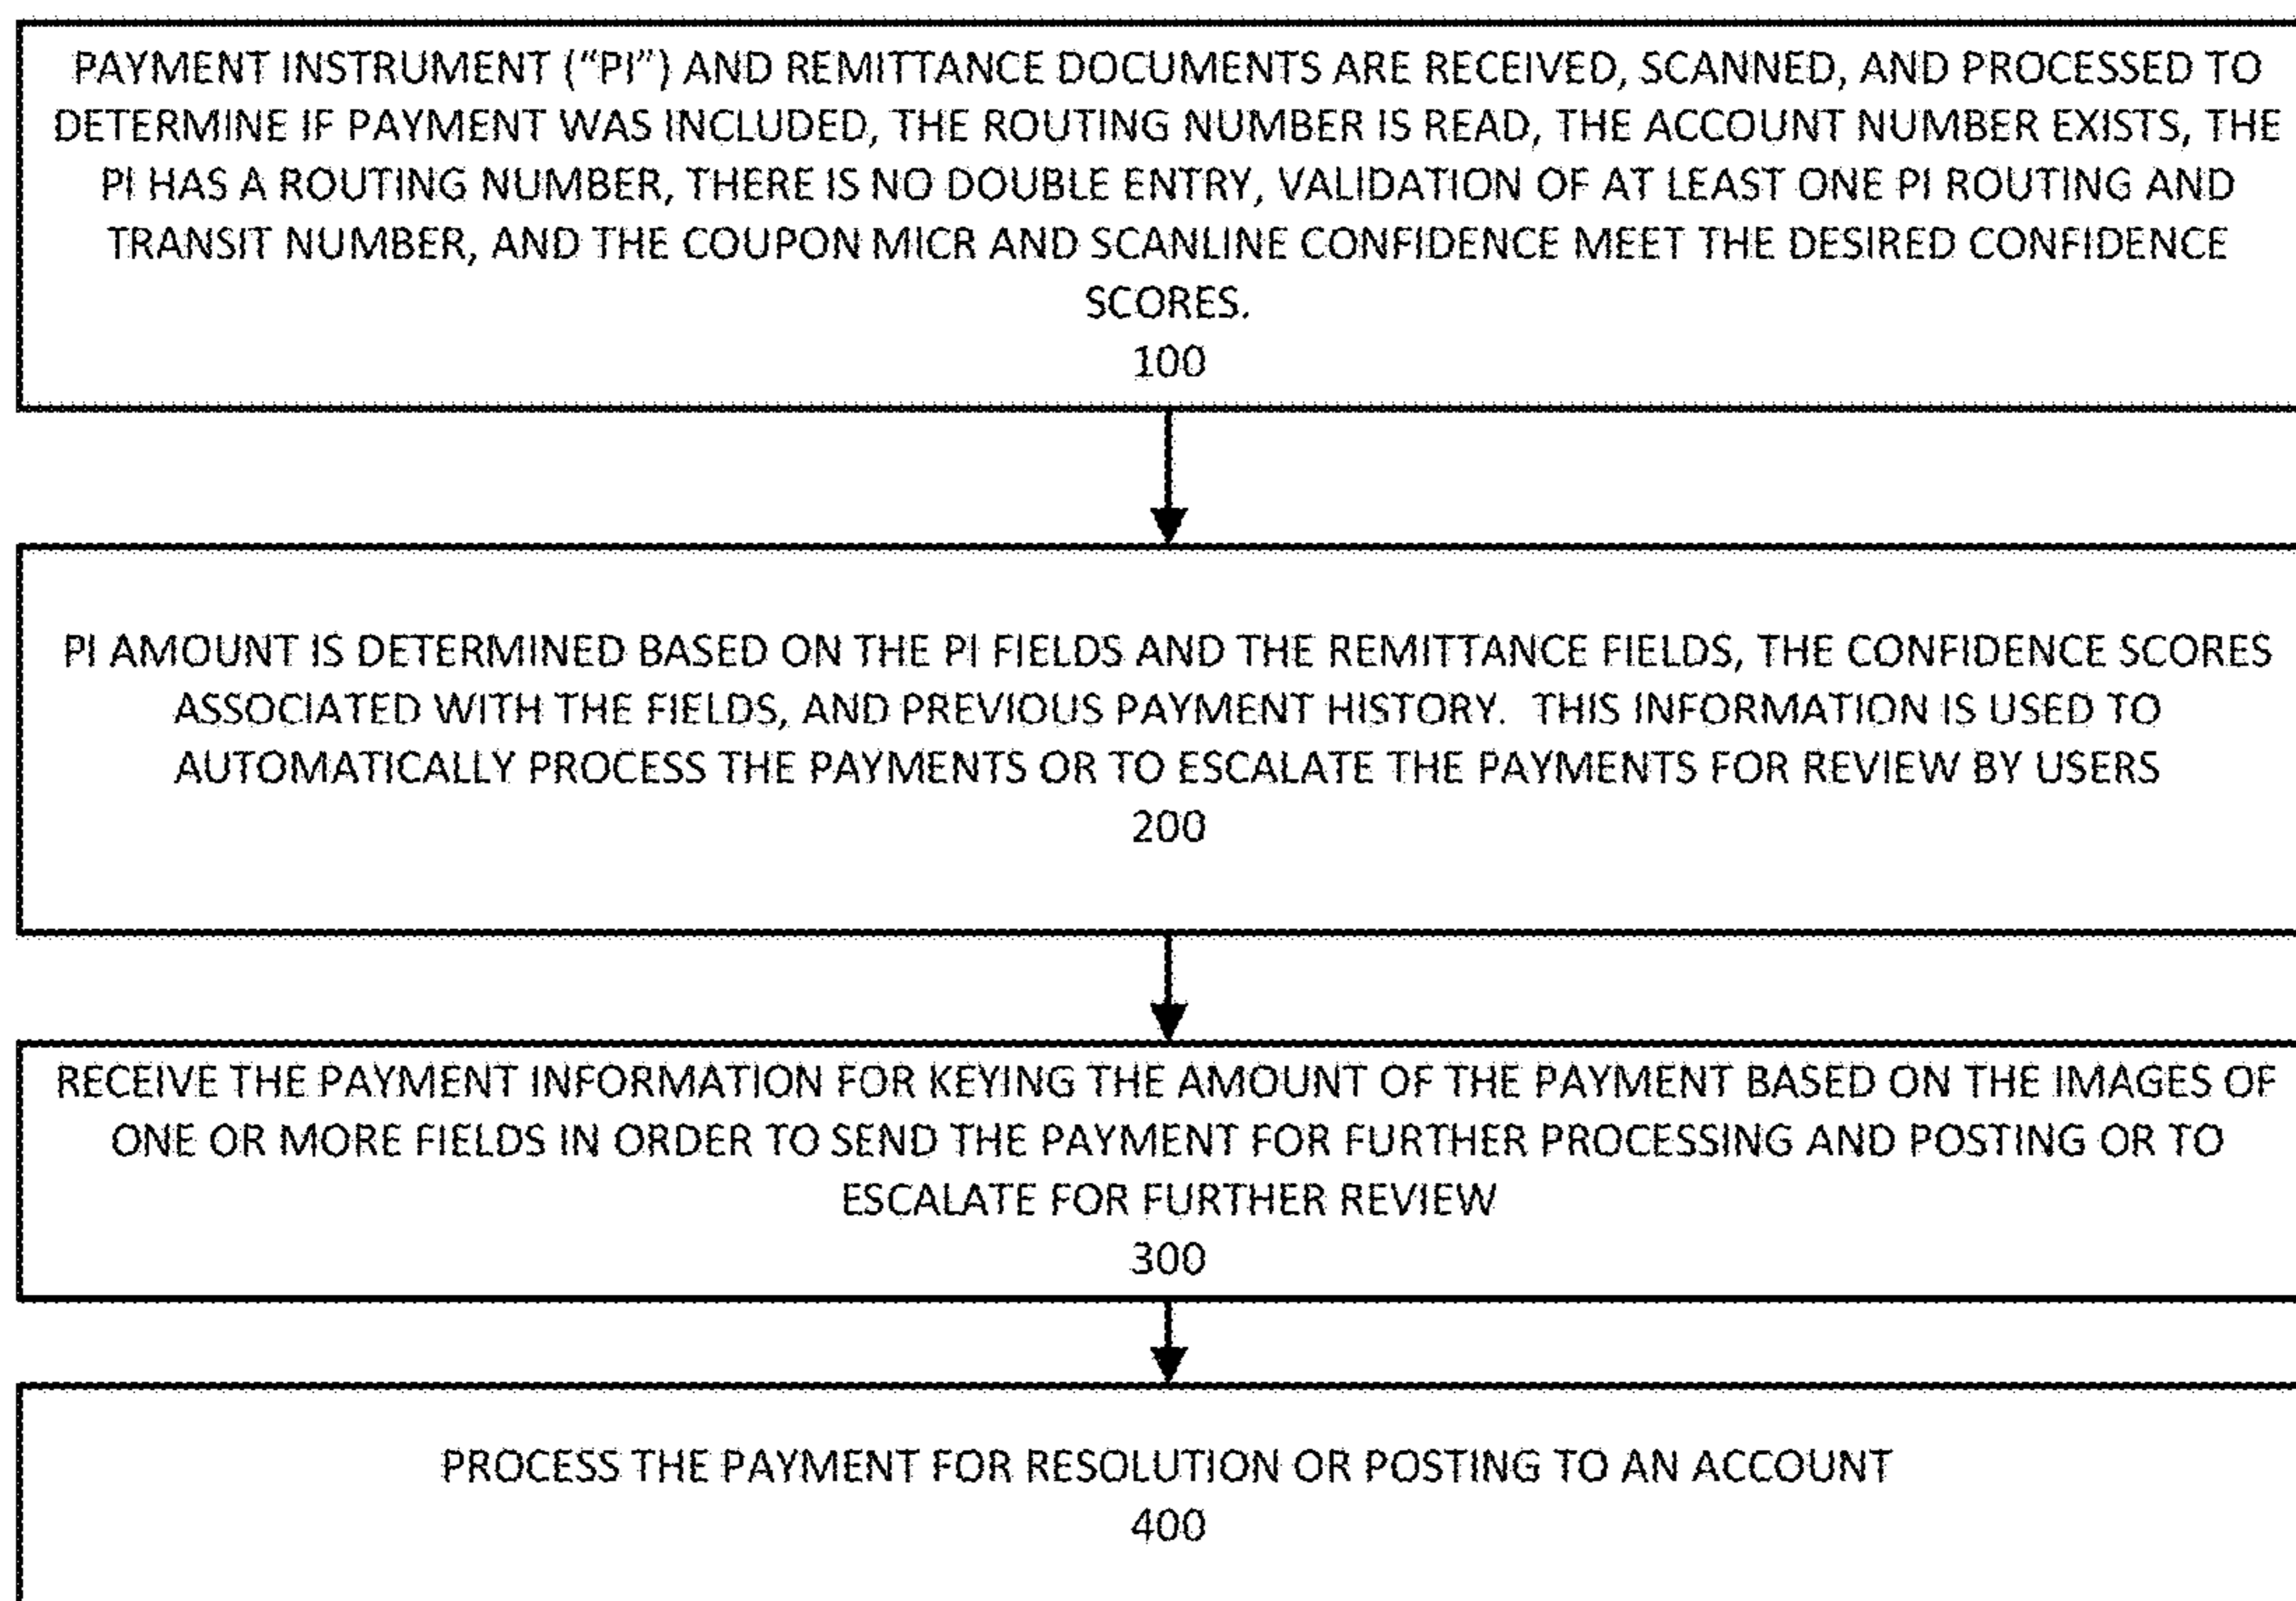 PAYMENT INSTRUMENT (“PI”) AND REMITTANCE DOCUMENTS ARE RECEIVED, SCANNED, AND PROCESSED TO
DETERMINE IF PAYMENT WAS INCLUDED, THE ROUTING NUMBER IS READ, THE ACCOUNT NUMBER EXISTS, THE
PI HAS A ROUTING NUMBER, THERE IS NO DOUBLE ENTRY, VALIDATION OF AT LEAST ONE PI ROUTING AND
TRANSIT NUMBER, AND THE COUPON MICR AND SCANLINE CONFIDENCE MEET THE DESIRED CONFIDENCE
SCORES.
100
PI AMOUNT IS DETERMINED BASED ON THE PI FIELDS AND THE REMITTANCE FIELDS, THE CONFIDENCE SCORES
ASSOCIATED WITH THE FIELDS, AND PREVIOUS PAYMENT HISTORY. THIS INFORMATION IS USED TO
AUTOMATICALLY PROCESS THE PAYMENTS OR TO ESCALATE THE PAYMENTS FOR REVIEW BY USERS
200
RECEIVE THE PAYMENT INFORMATION FOR KEYING THE AMOUNT OF THE PAYMENT BASED ON THE IMAGES OF
ONE OR MORE FIELDS IN ORDER TO SEND THE PAYMENT FOR FURTHER PROCESSING AND POSTING OR TO
ESCALATE FOR FURTHER REVIEW
300
PROCESS THE PAYMENT FOR RESOLUTION OR POSTING TO AN ACCOUNT
400